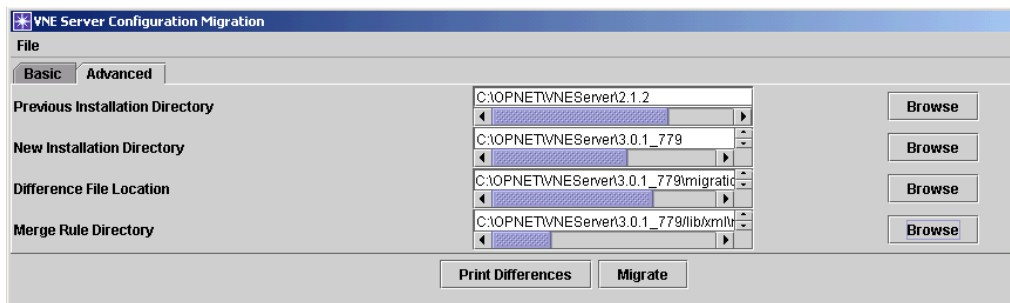 VNE Server Configuration Migration
File
Basic Advanced
Previous Installation Directory C:\OPNET\VNEServer\2.1.2 Browse
New Installation Directory C:\OPNET\VNEServer\3.0.1_779 Browse
Difference File Location C:\OPNET\VNEServer\3.0.1_779\migratic Browse
Merge Rule Directory C:\OPNET\VNEServer\3.0.1_779/lib/xml\r Browse
Print Differences Migrate